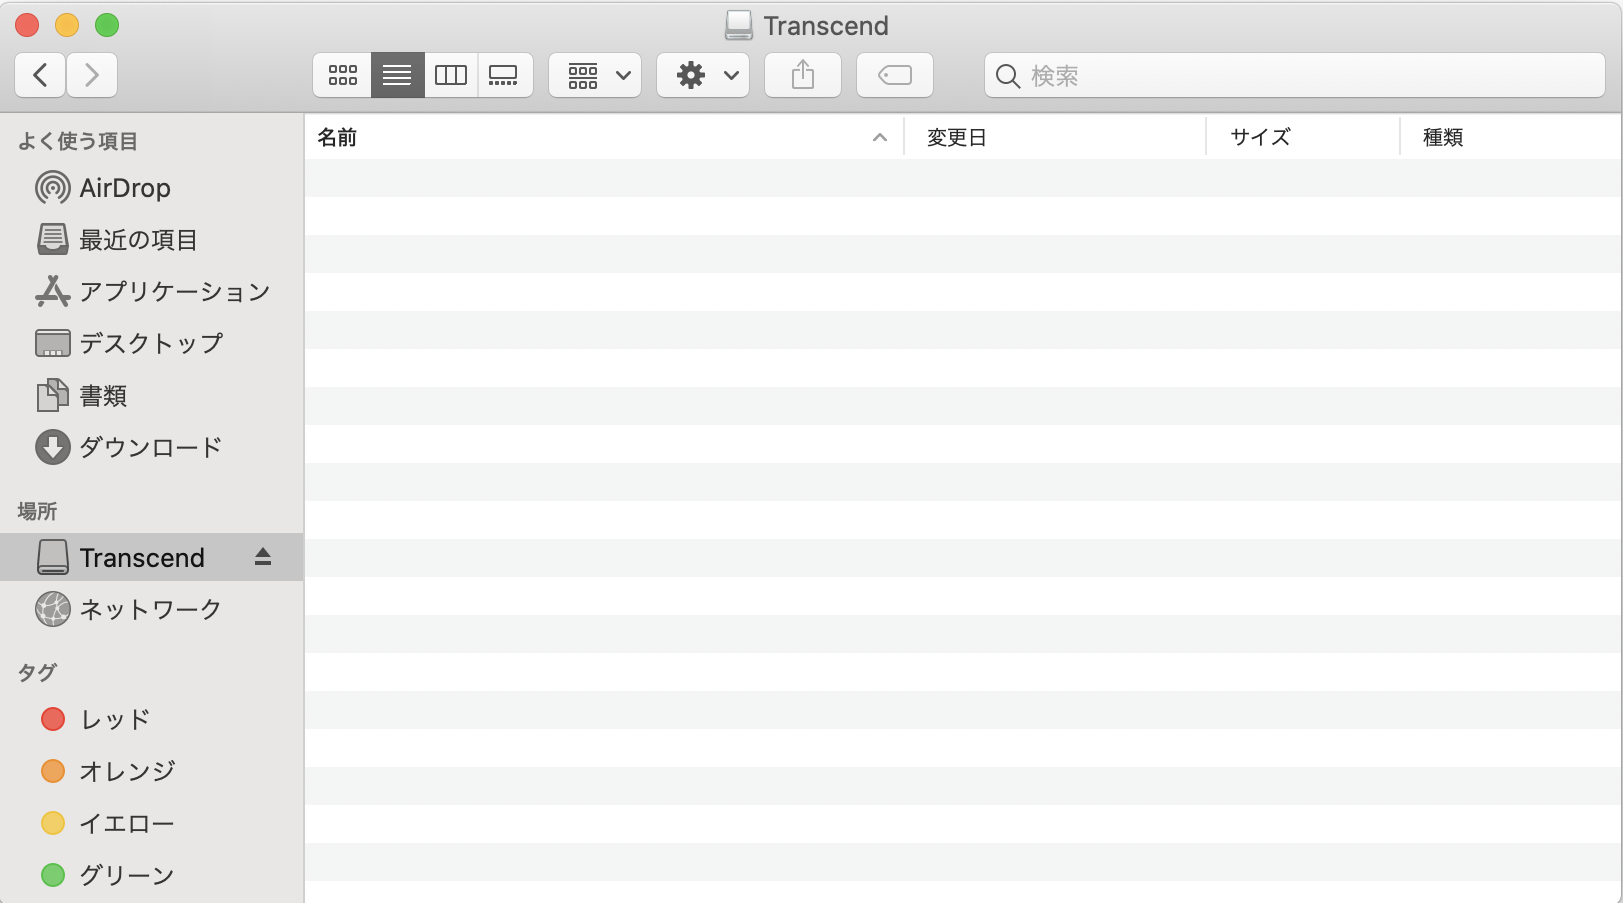 Transcend
検索
よく使う項目
AirDrop
最近の項目
アプリケーション
デスクトップ
書類
ダウンロード
場所
Transcend
ネットワーク
タグ
レッド
オレンジ
イエロー
グリーン
名前 変更日 サイズ 種類